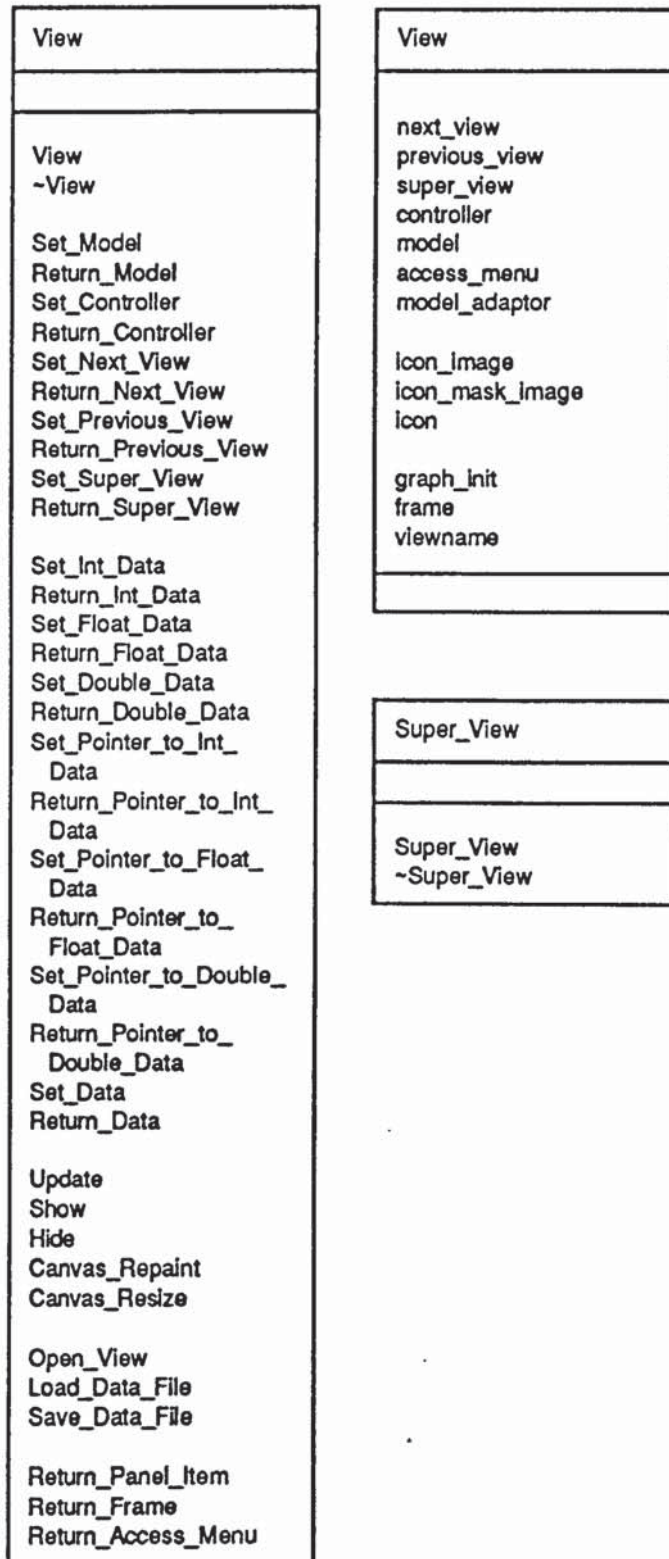 View
View
~View
Set_Model
Return_Model
Set_Controller
Return_Controller
Set_Next_View
Return_Next_View
Set_Previous_View
Return_Previous_View
Set_Super_View
Return_Super_View
Set_Int_Data
Return_Int_Data
Set_Float_Data
Return_Float_Data
Set_Double_Data
Return_Double_Data
Set_Pointer_to_Int_
Data
Return_Pointer_to_Int_
Data
Set_Pointer_to_Float_
Data
Return_Pointer_to_
Float_Data
Set_Pointer_to_Double_
Data
Return_Pointer_to_
Double_Data
Set_Data
Return_Data
Update
Show
Hide
Canvas_Repaint
Canvas_Resize
Open_View
Load_Data_File
Save_Data_File
Return_Panel_Item
Return_Frame
Return_Access_Menu
View
next_view
previous_view
super_view
controller
model
access_menu
model_adaptor
icon_image
icon_mask_image
icon
graph_init
frame
viewname
Super_View
Super_View
~Super_View